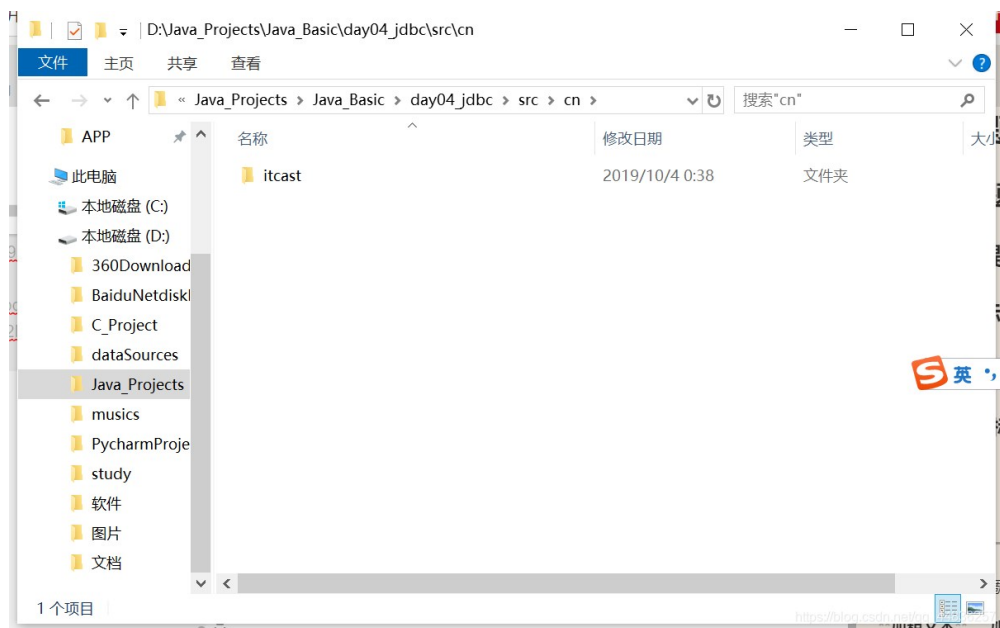 D:\Java_Projects\Java_Basic\day04_jdbc\src\cn
文件 主页 共享 查看
« Java_Projects > Java_Basic > day04_jdbc > src > cn > 搜索"cn"
名称 修改日期 类型
itcast 2019/10/4 0:38 文件夹
APP
此电脑
本地磁盘 (C:)
本地磁盘 (D:)
360Download
BaiduNetdisk
C_Project
dataSources
Java_Projects
musics
PycharmProje
study
软件
图片
文档
英
1 个项目